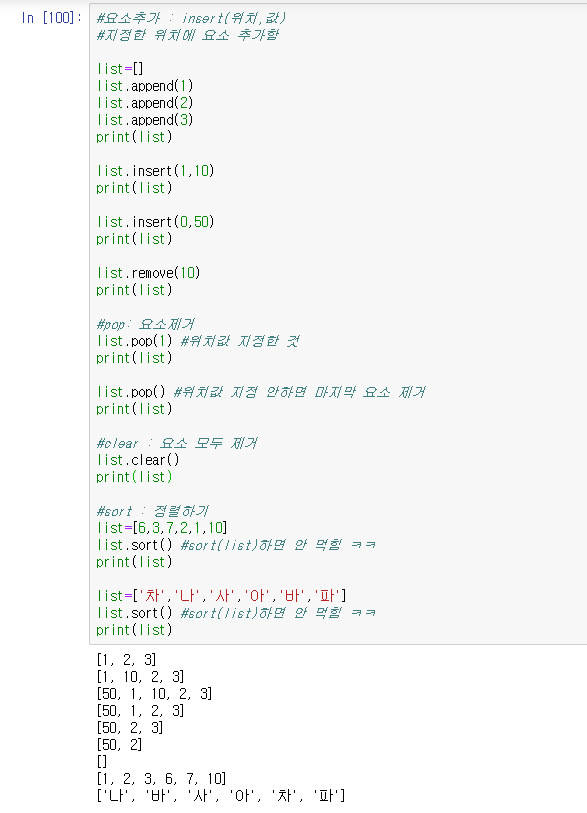 In [100]:
#요소추가 : insert(위치,값)
#지정한 위치에 요소 추가함
list=[]
list.append(1)
list.append(2)
list.append(3)
print(list)
list.insert(1,10)
print(list)
list.insert(0,50)
print(list)
list.remove(10)
print(list)
#pop: 요소제거
list.pop(1) #위치값 지정한 것
print(list)
list.pop() #위치값 지정 안하면 마지막 요소 제거
print(list)
#clear : 요소 모두 제거
list.clear()
print(list)
#sort : 정렬하기
list=[6,3,7,2,1,10]
list.sort() #sort(list)하면 안 먹힘 ㅋㅋ
print(list)
list=['차','나','사','아','바','파']
list.sort() #sort(list)하면 안 먹힘 ㅋㅋ
print(list)
[1, 2, 3]
[1, 10, 2, 3]
[50, 1, 10, 2, 3]
[50, 1, 2, 3]
[50, 2, 3]
[50, 2]
[]
[1, 2, 3, 6, 7, 10]
['나', '바', '사', '아', '차', '파']